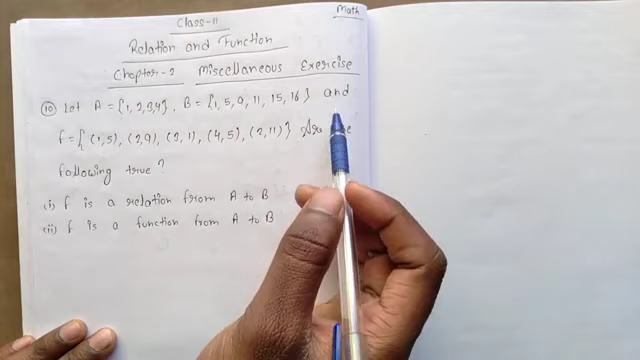 Math
Class-11
Relation and Function
Chapter-2 Miscellaneous Exercise
10 Let A = {1,2,3,4}, B = {1, 5, 9, 11, 15, 16} and
f = { (1,5), (2,9), (3,1), (4,5), (2,11)}
following true?
(i) f is a relation from A to B
(ii) f is a function from A to B